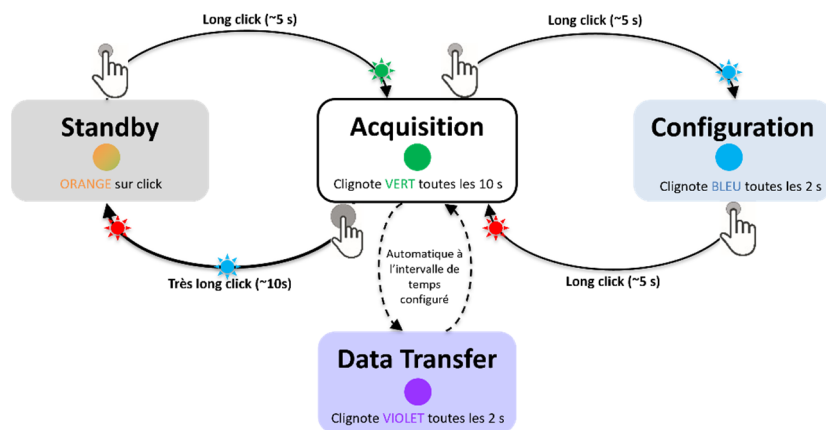 Long click (~5 s)
Long click (~5 s)
Standby
ORANGE sur click
Acquisition
Clignote VERT toutes les 10 s
Configuration
Clignote BLEU toutes les 2 s
Très long click (~10s)
Automatique à
l'intervalle de
temps
configuré
Long click (~5 s)
Data Transfer
Clignote VIOLET toutes les 2 s